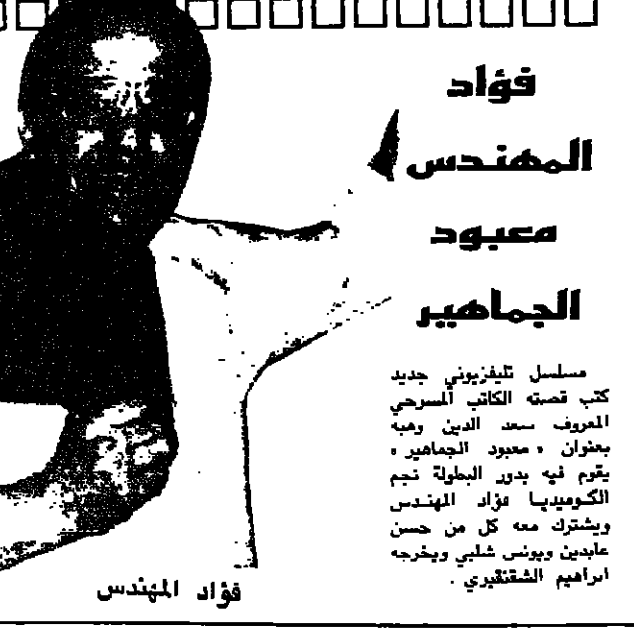 فؤاد
المهندس
معبود
الجماهير
مسلسل تليفزيوني جديد
كتب قصته الكاتب المسرحي
المعروف سعد الدين وهبه
بعنوان « معبود الجماهير »
يقوم فيه بدور البطولة نجم
الكوميديا فؤاد المهندس
ويشترك معه كل من حسن
عابدين ويونس شلبي ويخرجه
ابراهيم الشقنقيري .
فؤاد المهندس